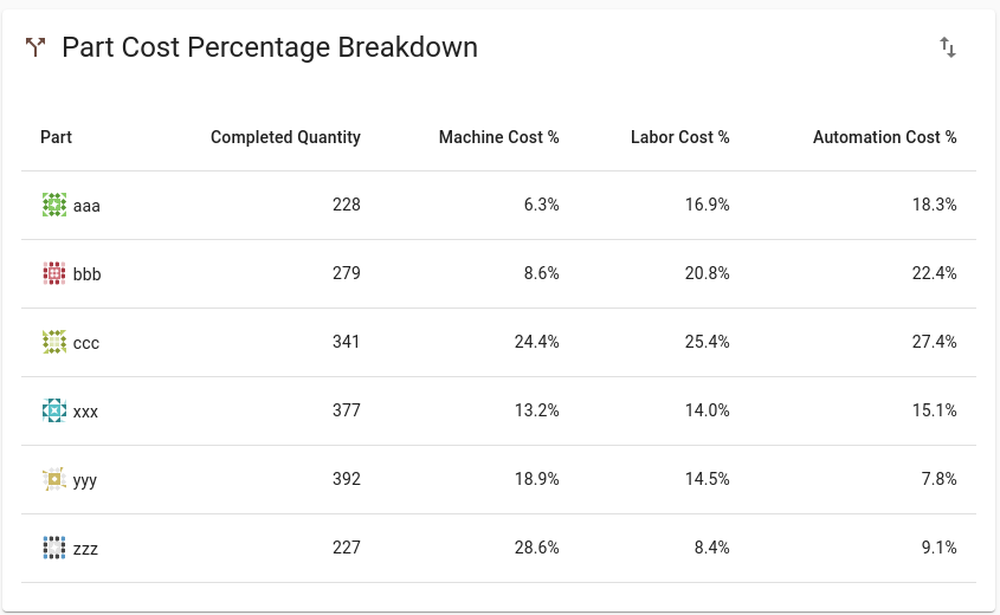 Part Cost Percentage Breakdown
Part Completed Quantity Machine Cost % Labor Cost % Automation Cost %
aaa 228 6.3% 16.9% 18.3%
bbb 279 8.6% 20.8% 22.4%
ccc 341 24.4% 25.4% 27.4%
xxx 377 13.2% 14.0% 15.1%
yyy 392 18.9% 14.5% 7.8%
zzz 227 28.6% 8.4% 9.1%